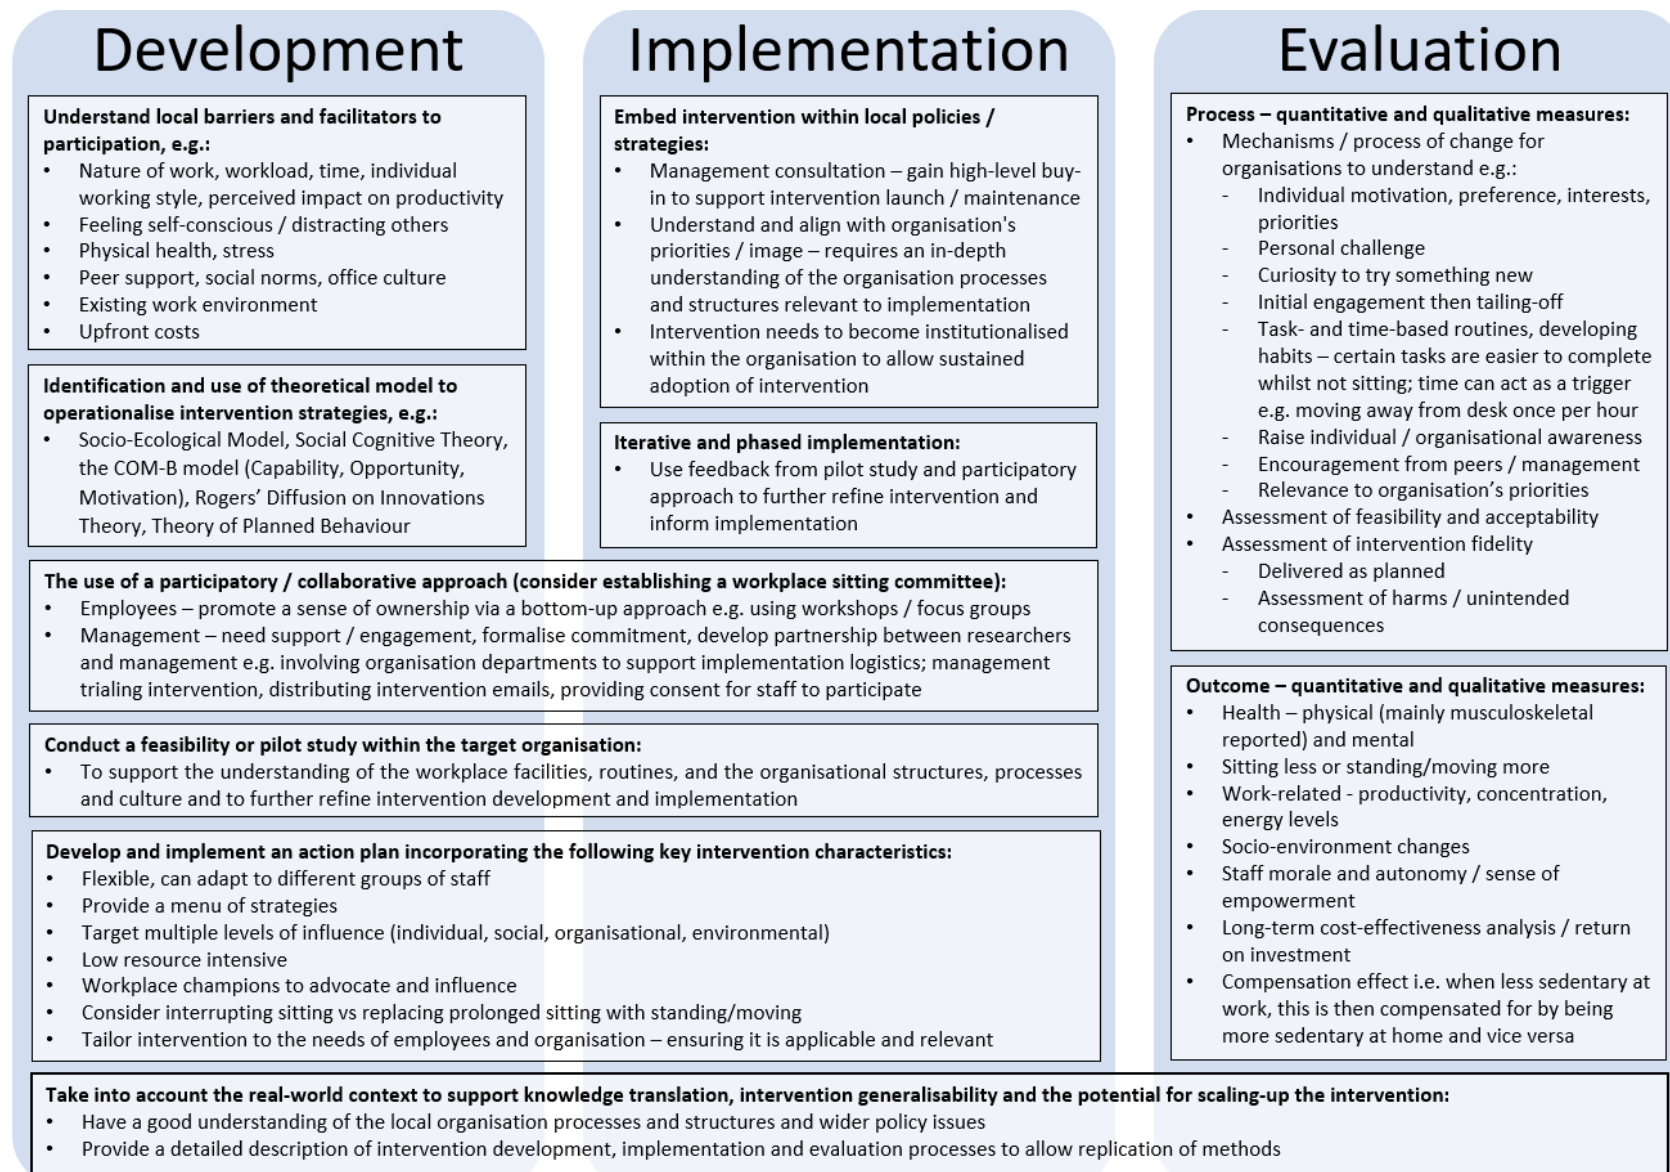 Development
Understand local barriers and facilitators to
participation, e.g.:
• Nature of work, workload, time, individual
working style, perceived impact on productivity
• Feeling self-conscious / distracting others
• Physical health, stress
• Peer support, social norms, office culture
• Existing work environment
• Upfront costs
Identification and use of theoretical model to
operationalise intervention strategies, e.g.:
• Socio-Ecological Model, Social Cognitive Theory,
the COM-B model (Capability, Opportunity,
Motivation), Rogers’ Diffusion on Innovations
Theory, Theory of Planned Behaviour
Implementation
Embed intervention within local policies /
strategies:
• Management consultation – gain high-level buy-
in to support intervention launch / maintenance
• Understand and align with organisation's
priorities / image – requires an in-depth
understanding of the organisation processes
and structures relevant to implementation
• Intervention needs to become institutionalised
within the organisation to allow sustained
adoption of intervention
Iterative and phased implementation:
• Use feedback from pilot study and participatory
approach to further refine intervention and
inform implementation
The use of a participatory / collaborative approach (consider establishing a workplace sitting committee):
• Employees – promote a sense of ownership via a bottom-up approach e.g. using workshops / focus groups
• Management – need support / engagement, formalise commitment, develop partnership between researchers
and management e.g. involving organisation departments to support implementation logistics; management
trialing intervention, distributing intervention emails, providing consent for staff to participate
Conduct a feasibility or pilot study within the target organisation:
• To support the understanding of the workplace facilities, routines, and the organisational structures, processes
and culture and to further refine intervention development and implementation
Develop and implement an action plan incorporating the following key intervention characteristics:
• Flexible, can adapt to different groups of staff
• Provide a menu of strategies
• Target multiple levels of influence (individual, social, organisational, environmental)
• Low resource intensive
• Workplace champions to advocate and influence
• Consider interrupting sitting vs replacing prolonged sitting with standing/moving
• Tailor intervention to the needs of employees and organisation – ensuring it is applicable and relevant
Evaluation
Process – quantitative and qualitative measures:
• Mechanisms / process of change for
organisations to understand e.g.:
- Individual motivation, preference, interests,
priorities
- Personal challenge
- Curiosity to try something new
- Initial engagement then tailing-off
- Task- and time-based routines, developing
habits – certain tasks are easier to complete
whilst not sitting; time can act as a trigger
e.g. moving away from desk once per hour
- Raise individual / organisational awareness
- Encouragement from peers / management
- Relevance to organisation’s priorities
• Assessment of feasibility and acceptability
• Assessment of intervention fidelity
- Delivered as planned
- Assessment of harms / unintended
consequences
Outcome – quantitative and qualitative measures:
• Health – physical (mainly musculoskeletal
reported) and mental
• Sitting less or standing/moving more
• Work-related - productivity, concentration,
energy levels
• Socio-environment changes
• Staff morale and autonomy / sense of
empowerment
• Long-term cost-effectiveness analysis / return
on investment
• Compensation effect i.e. when less sedentary at
work, this is then compensated for by being
more sedentary at home and vice versa
Take into account the real-world context to support knowledge translation, intervention generalisability and the potential for scaling-up the intervention:
• Have a good understanding of the local organisation processes and structures and wider policy issues
• Provide a detailed description of intervention development, implementation and evaluation processes to allow replication of methods